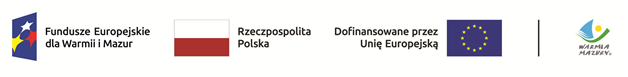 Fundusze Europejskie
dla Warmii i Mazur
Rzeczpospolita
Polska
Dofinansowane przez
Unię Europejską
WARMIA
MAZURY